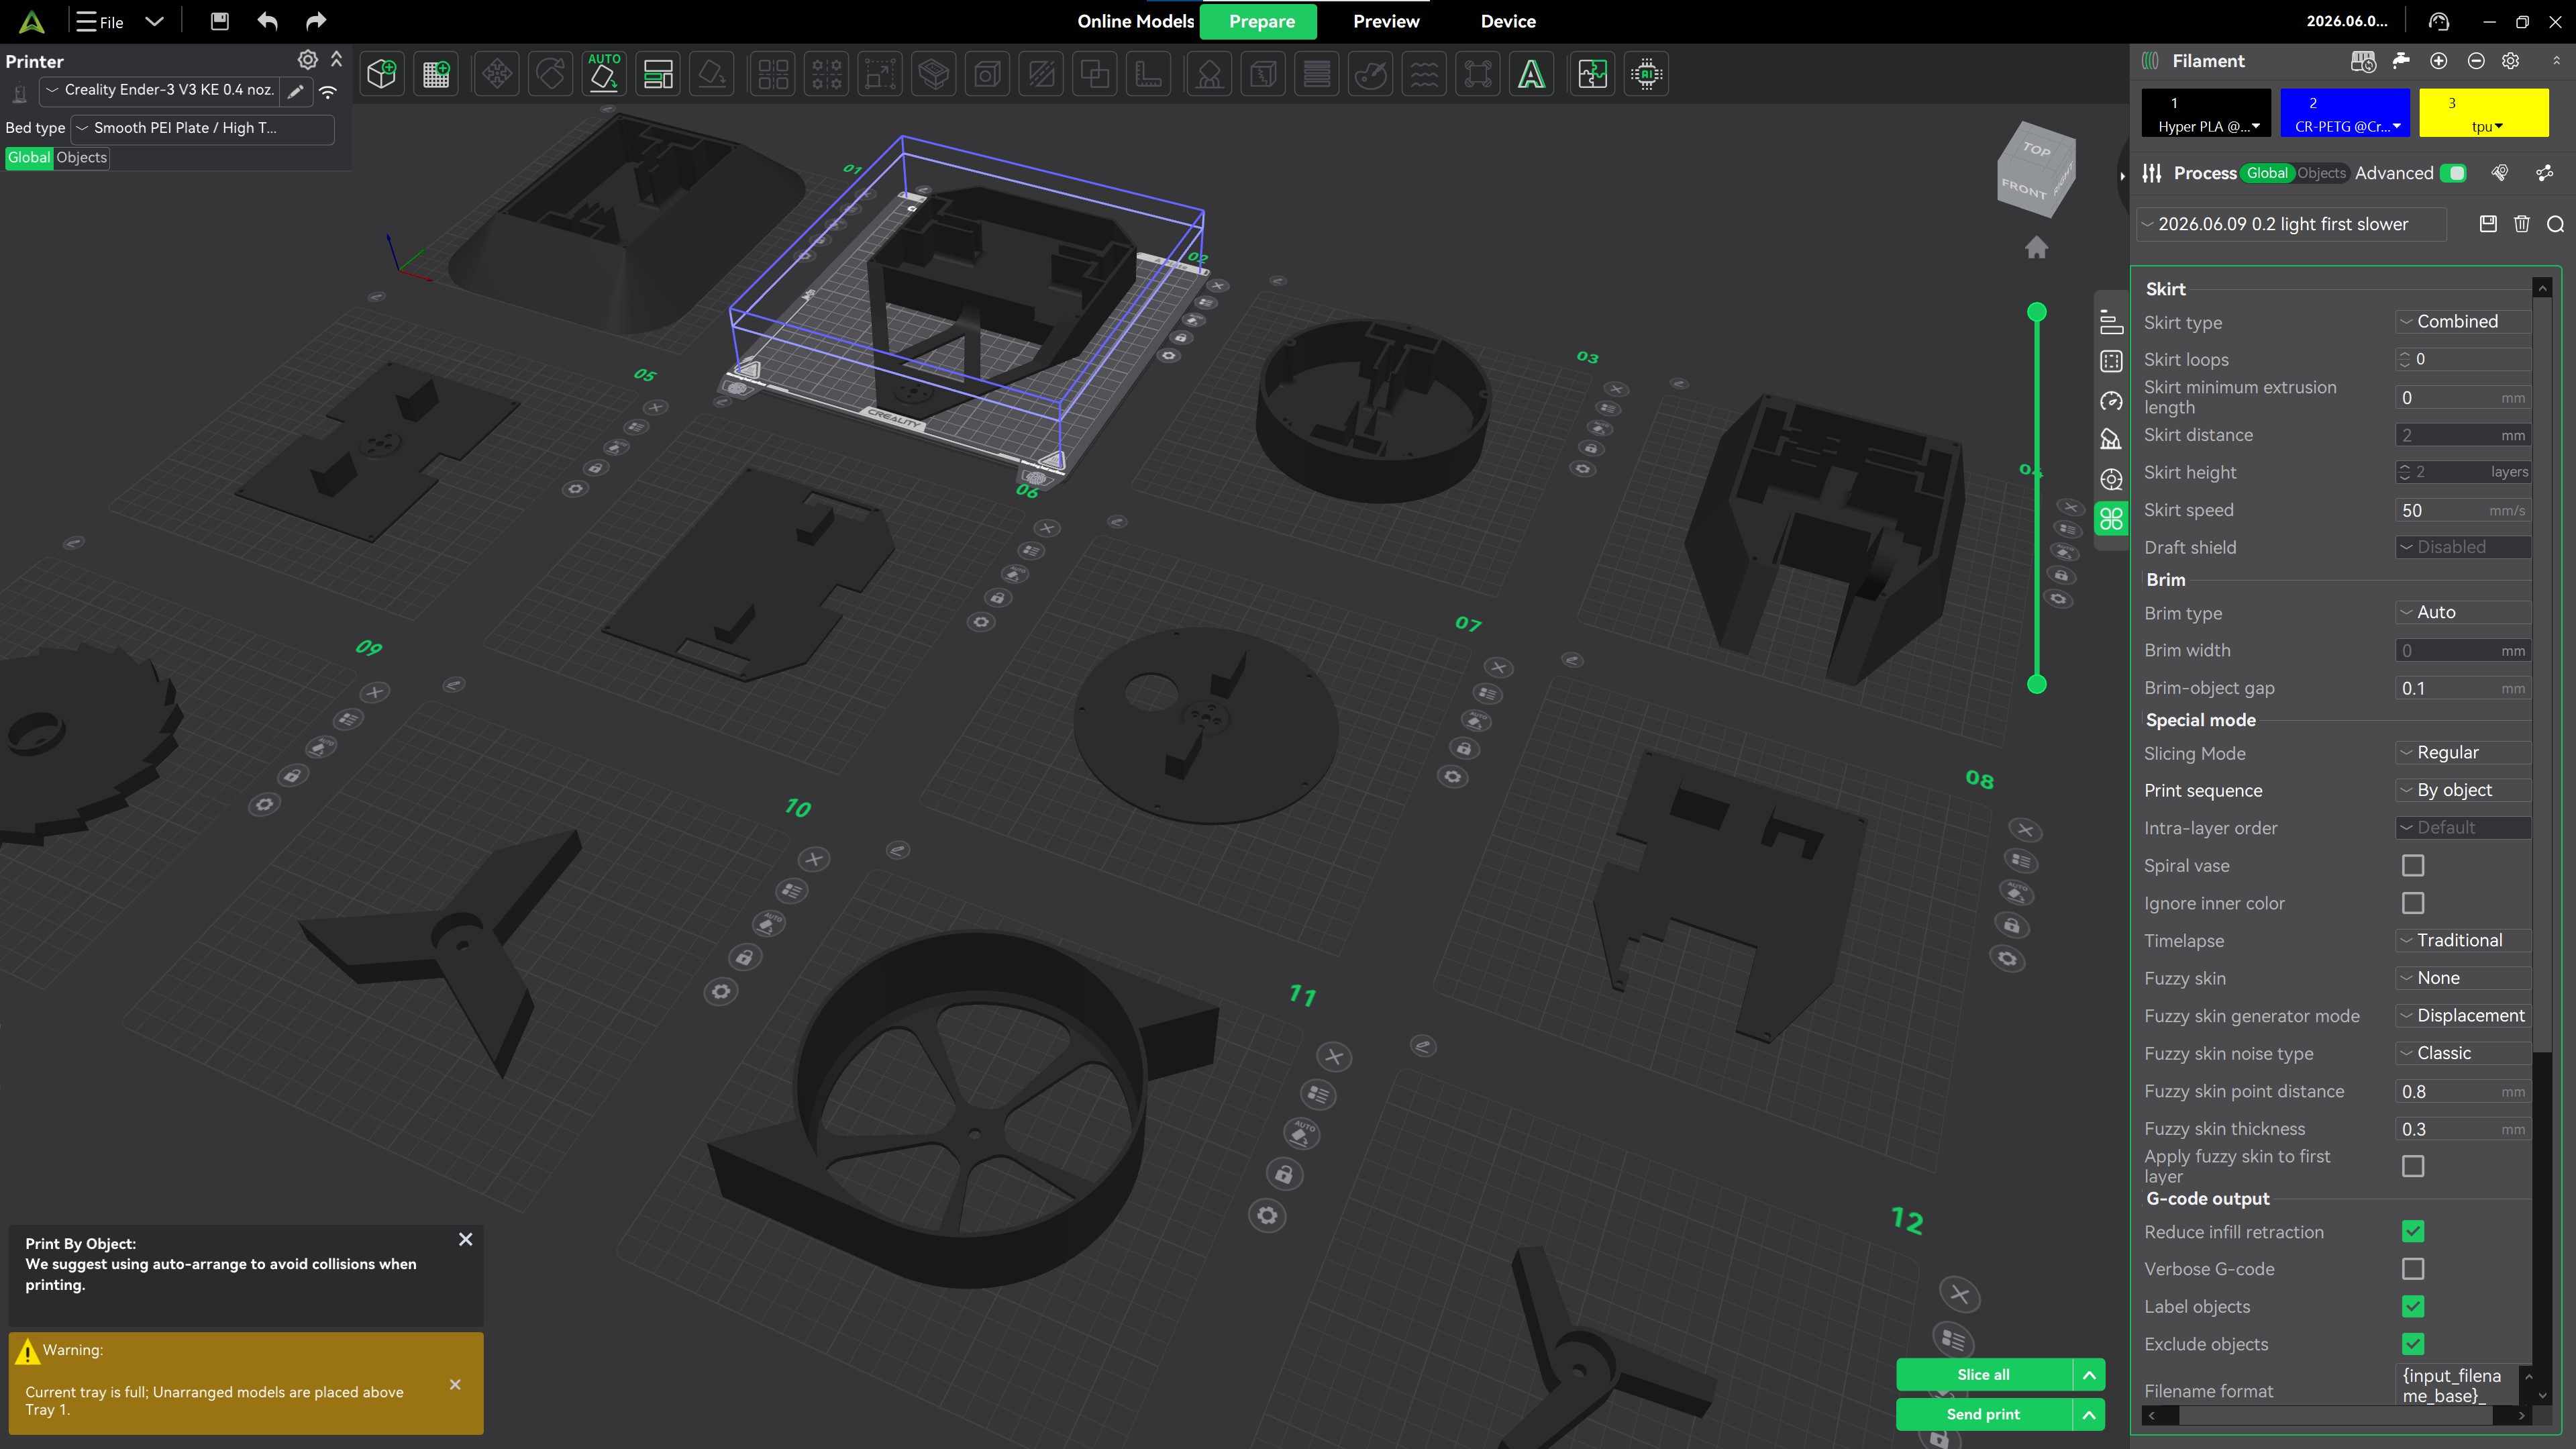 File
Online Models
Prepare
Preview
Device
2026.06.0...
Printer
Creality Ender-3 V3 KE 0.4 noz.
Bed type
Smooth PEI Plate / High T...
Global
Objects
AUTO
TOP
FRONT
RIGHT
01
02
03
04
05
06
07
08
09
10
11
12
CREALITY
Filament
1
Hyper PLA @...
2
CR-PETG @Cr...
3
tpu
Process
Global
Objects
Advanced
2026.06.09 0.2 light first slower
Skirt
Skirt type
Combined
Skirt loops
0
Skirt minimum extrusion
length
0 mm
Skirt distance
2 mm
Skirt height
2 layers
Skirt speed
50 mm/s
Draft shield
Disabled
Brim
Brim type
Auto
Brim width
0 mm
Brim-object gap
0.1 mm
Special mode
Slicing Mode
Regular
Print sequence
By object
Intra-layer order
Default
Spiral vase
Ignore inner color
Timelapse
Traditional
Fuzzy skin
None
Fuzzy skin generator mode
Displacement
Fuzzy skin noise type
Classic
Fuzzy skin point distance
0.8 mm
Fuzzy skin thickness
0.3 mm
Apply fuzzy skin to first
layer
G-code output
Reduce infill retraction
Verbose G-code
Label objects
Exclude objects
Filename format
{input_filena
me_base}_
Print By Object:
We suggest using auto-arrange to avoid collisions when
printing.
Warning:
Current tray is full; Unarranged models are placed above
Tray 1.
Slice all
Send print